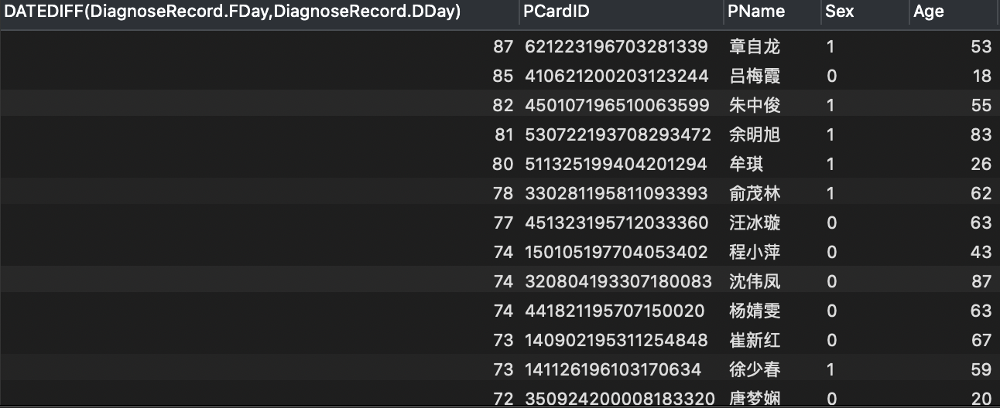 DATEDIFF(DiagnoseRecord.FDay,DiagnoseRecord.DDay) PCardID PName Sex Age
87 621223196703281339 章自龙 1 53
85 410621200203123244 吕梅霞 0 18
82 450107196510063599 朱中俊 1 55
81 530722193708293472 余明旭 1 83
80 511325199404201294 牟琪 1 26
78 330281195811093393 俞茂林 1 62
77 451323195712033360 汪冰璇 0 63
74 150105197704053402 程小萍 0 43
74 320804193307180083 沈伟凤 0 87
74 441821195707150020 杨婧雯 0 63
73 140902195311254848 崔新红 0 67
73 141126196103170634 徐少春 1 59
72 350924200008183320 唐梦娴 0 20